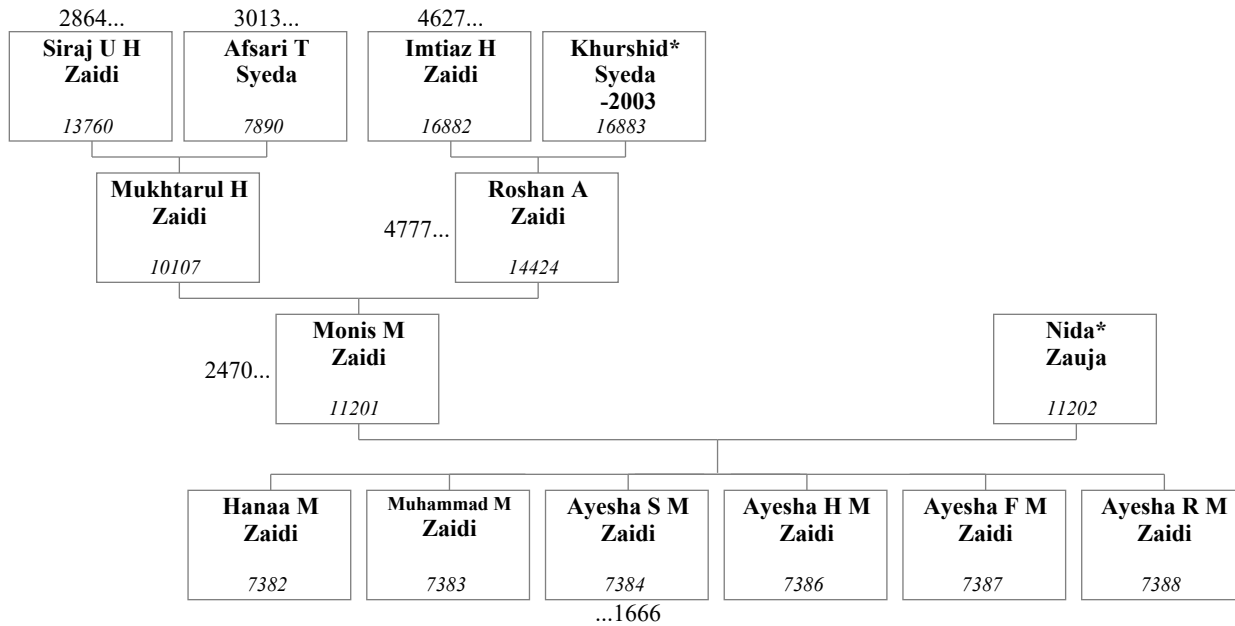 2864...
3013...
4627...
Siraj U H
Zaidi
13760
Afsari T
Syeda
7890
Imtiaz H
Zaidi
16882
Khurshid*
Syeda
-2003
16883
Mukhtarul H
Zaidi
10107
4777...
Roshan A
Zaidi
14424
2470...
Monis M
Zaidi
11201
Nida*
Zauja
11202
Hanaa M
Zaidi
7382
Muhammad M
Zaidi
7383
Ayesha S M
Zaidi
7384
...1666
Ayesha H M
Zaidi
7386
Ayesha F M
Zaidi
7387
Ayesha R M
Zaidi
7388